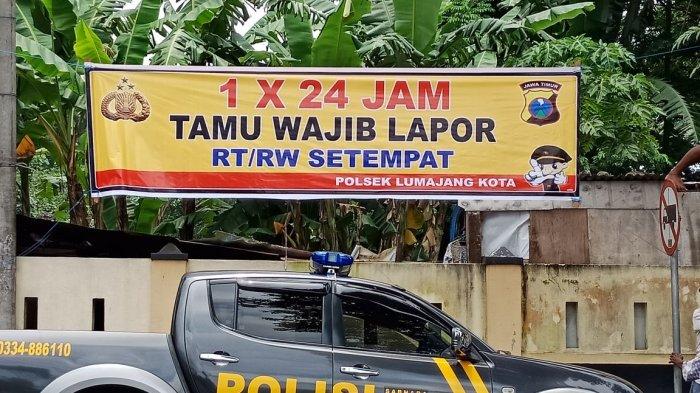 1 X 24 JAM
JAWA TIMUR
TAMU WAJIB LAPOR
RT/RW SETEMPAT
POLSEK LUMAJANG KOTA
0334-886110
POLISI